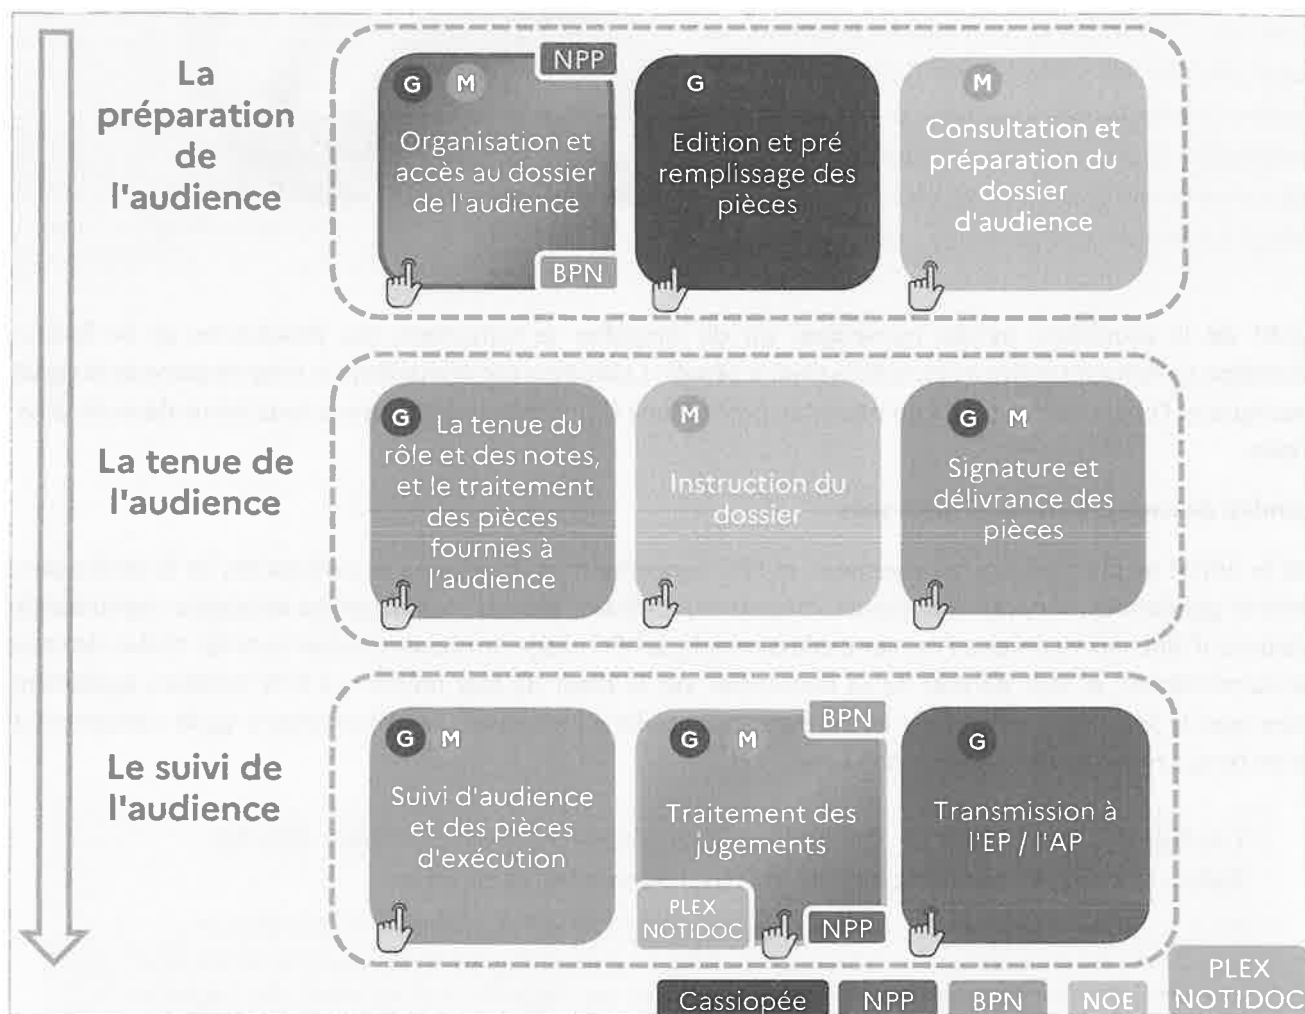 La
préparation
de
l'audience
NPP
G M
Organisation et
accès au dossier
de l'audience
BPN
G
Edition et pré
remplissage des
pièces
M
Consultation et
préparation du
dossier
d'audience
La tenue de
l'audience
G La tenue du
rôle et des notes,
et le traitement
des pièces
fournies à
l'audience
M
Instruction du
dossier
G M
Signature et
délivrance des
pièces
Le suivi de
l'audience
G M
Suivi d'audience
et des pièces
d'exécution
BPN
G M
Traitement des
jugements
PLEX
NOTIDOC
NPP
G
Transmission à
l'EP / l'AP
Cassiopée
NPP
BPN
NOE
PLEX
NOTIDOC